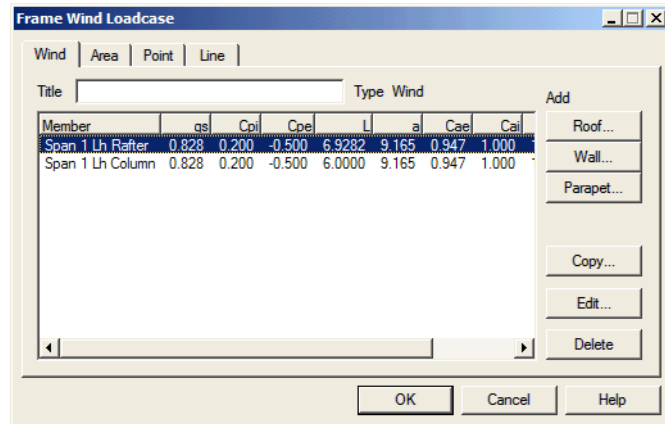 Frame Wind Loadcase
Wind Area Point Line
Title Type Wind Add
Member qs Cpi Cpe L a Cae Cai Roof...
Span 1 Lh Rafter 0.828 0.200 -0.500 6.9282 9.165 0.947 1.000
Span 1 Lh Column 0.828 0.200 -0.500 6.0000 9.165 0.947 1.000 Wall...
Parapet...
Copy...
Edit...
Delete
OK Cancel Help